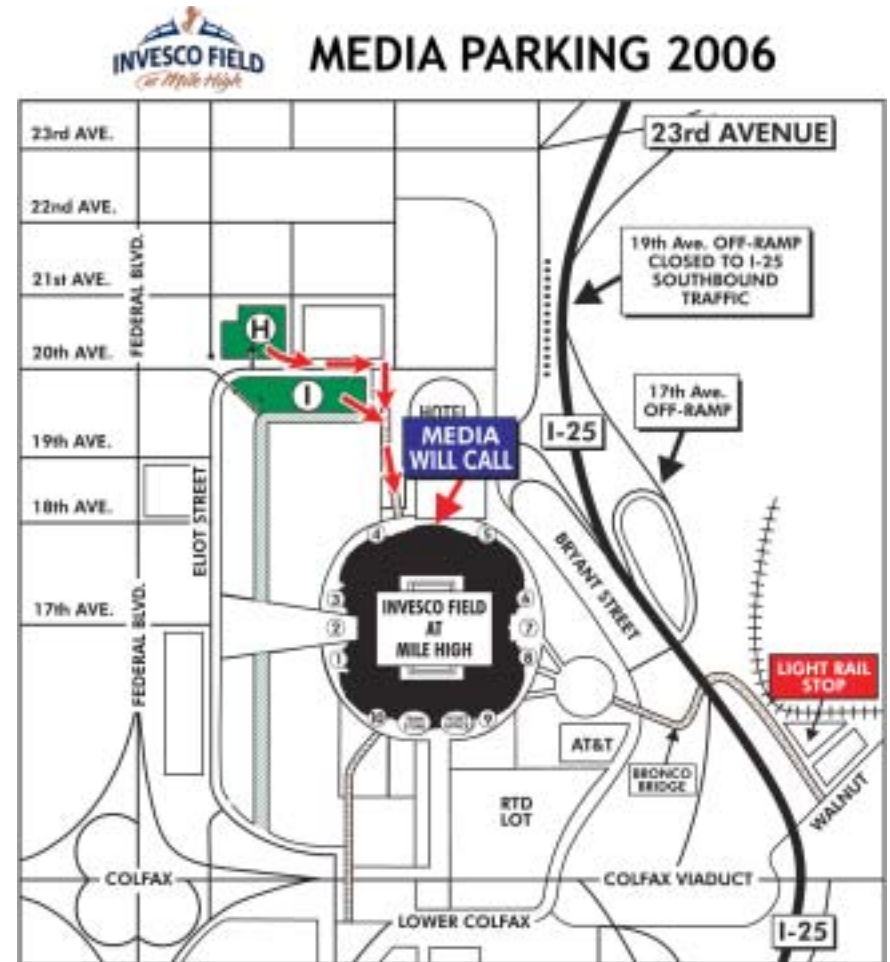 INVESCO FIELD
at Mile High
MEDIA PARKING 2006
23rd AVE.
23rd AVENUE
22nd AVE.
FEDERAL BLVD.
19th Ave. OFF-RAMP
CLOSED TO I-25
SOUTHBOUND
TRAFFIC
21st AVE.
H
20th AVE.
I
17th Ave.
OFF-RAMP
HOTEL
I-25
MEDIA
WILL CALL
19th AVE.
18th AVE.
ELIOT STREET
4
5
BRYANT STREET
17th AVE.
FEDERAL BLVD.
3
2
1
INVESCO FIELD
AT
MILE HIGH
6
7
8
LIGHT RAIL
STOP
10
9
AT&T
BRONCO
BRIDGE
RTD
LOT
WALNUT
COLFAX
COLFAX VIADUCT
LOWER COLFAX
I-25